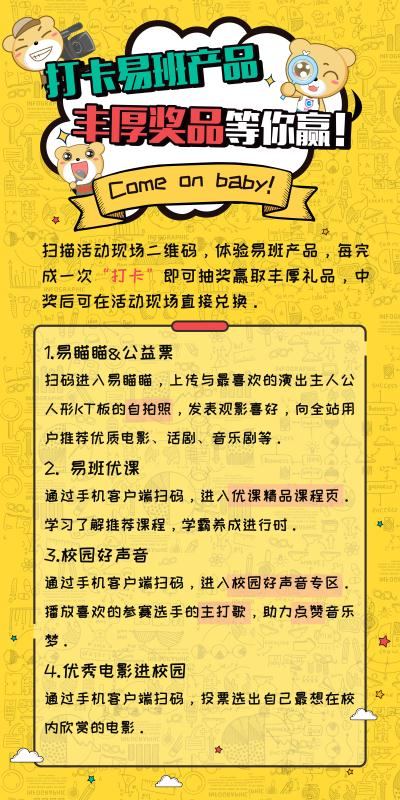 打卡易班产品
丰厚奖品等你赢!
Come on baby!
扫描活动现场二维码，体验易班产品，每完
成一次“打卡”即可抽奖赢取丰厚礼品，中
奖后可在活动现场直接兑换.
1.易瞄瞄&公益票
扫码进入易瞄瞄，上传与最喜欢的演出主人公
人形KT板的自拍照，发表观影喜好，向全站用
户推荐优质电影、话剧、音乐剧等.
2. 易班优课
通过手机客户端扫码，进入优课精品课程页.
学习了解推荐课程，学霸养成进行时.
3.校园好声音
通过手机客户端扫码，进入校园好声音专区.
播放喜欢的参赛选手的主打歌，助力点赞音乐
梦.
4.优秀电影进校园
通过手机客户端扫码，投票选出自己最想在校
内欣赏的电影.